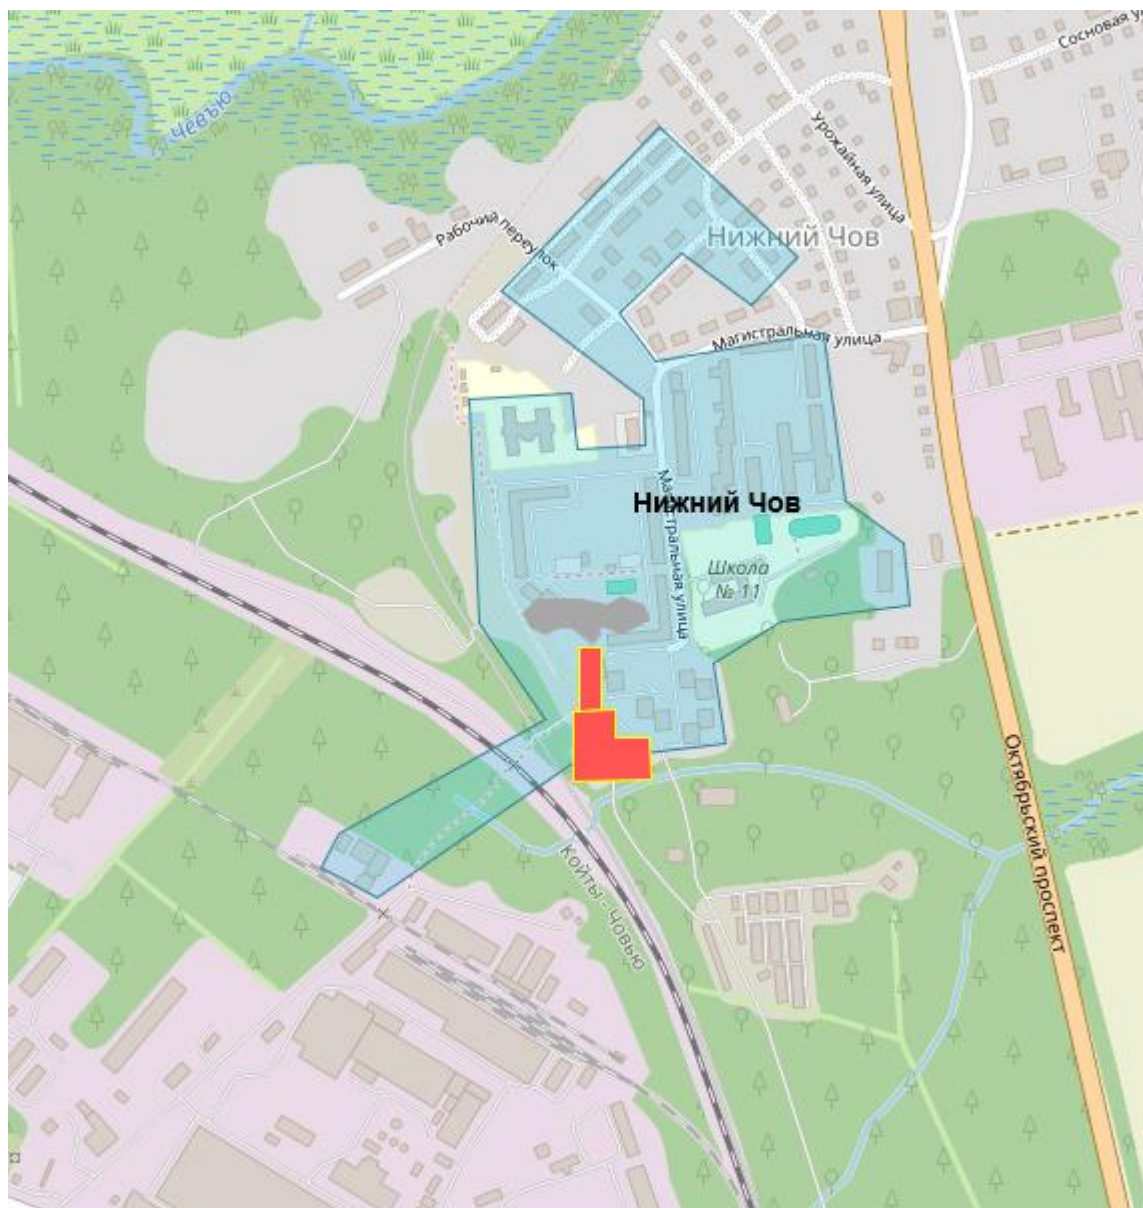 Сосновая у
Чевью
Урожайная улица
Рабочий переулок
Нижний Чов
Магистральная улица
Нижний Чов
Магистральная улица
Школа
№ 11
Октябрьский проспект
Койты - Човью